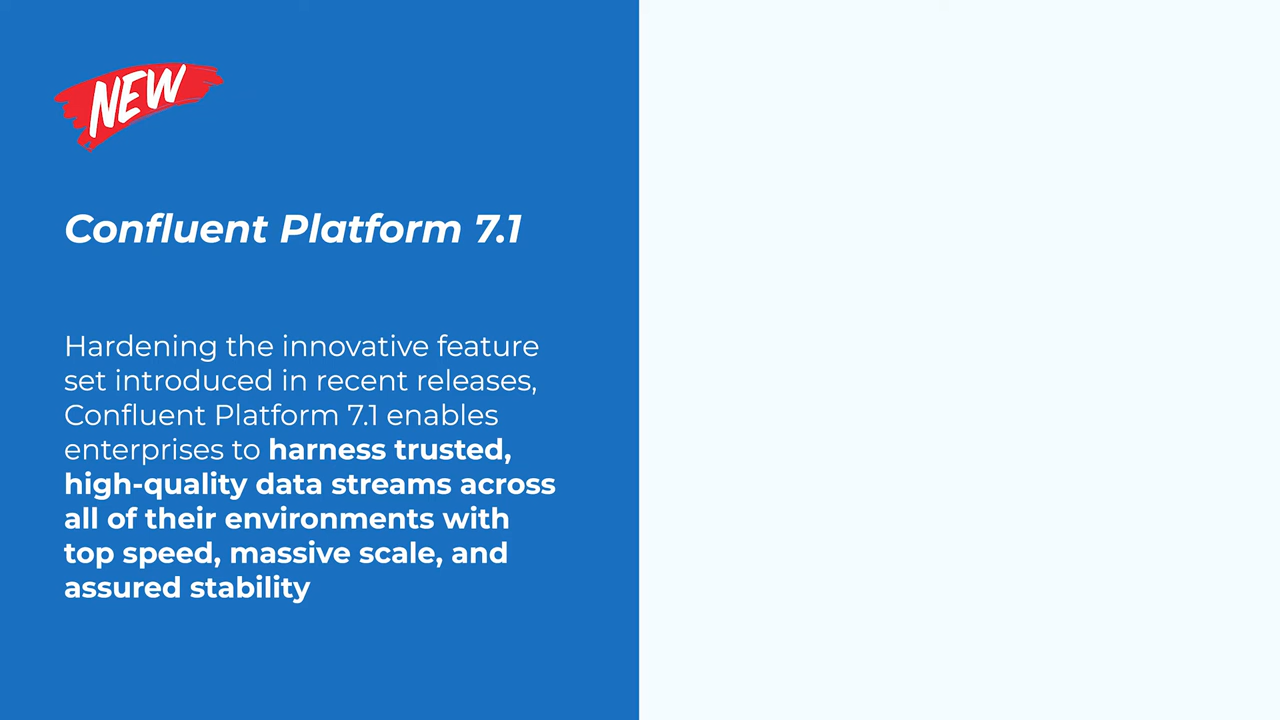 NEW
Confluent Platform 7.1
Hardening the innovative feature
set introduced in recent releases,
Confluent Platform 7.1 enables
enterprises to harness trusted,
high-quality data streams across
all of their environments with
top speed, massive scale, and
assured stability